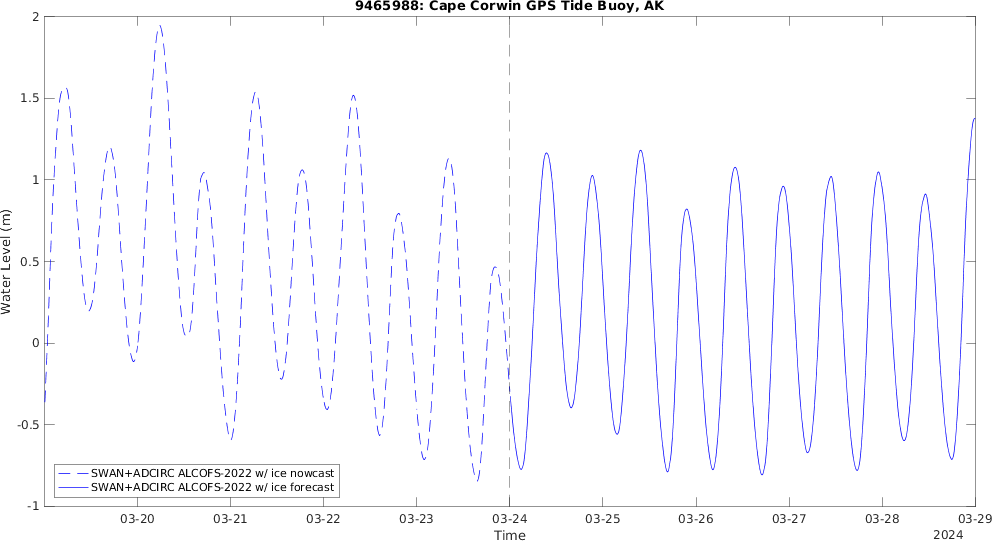 9465988: Cape Corwin GPS Tide Buoy, AK
2
1.5
1
0.5
0
-0.5
-1
Water Level (m)
SWAN+ADCIRC ALCOFS-2022 w/ ice nowcast
SWAN+ADCIRC ALCOFS-2022 w/ ice forecast
03-20 03-21 03-22 03-23 03-24 03-25 03-26 03-27 03-28 03-29
Time
2024